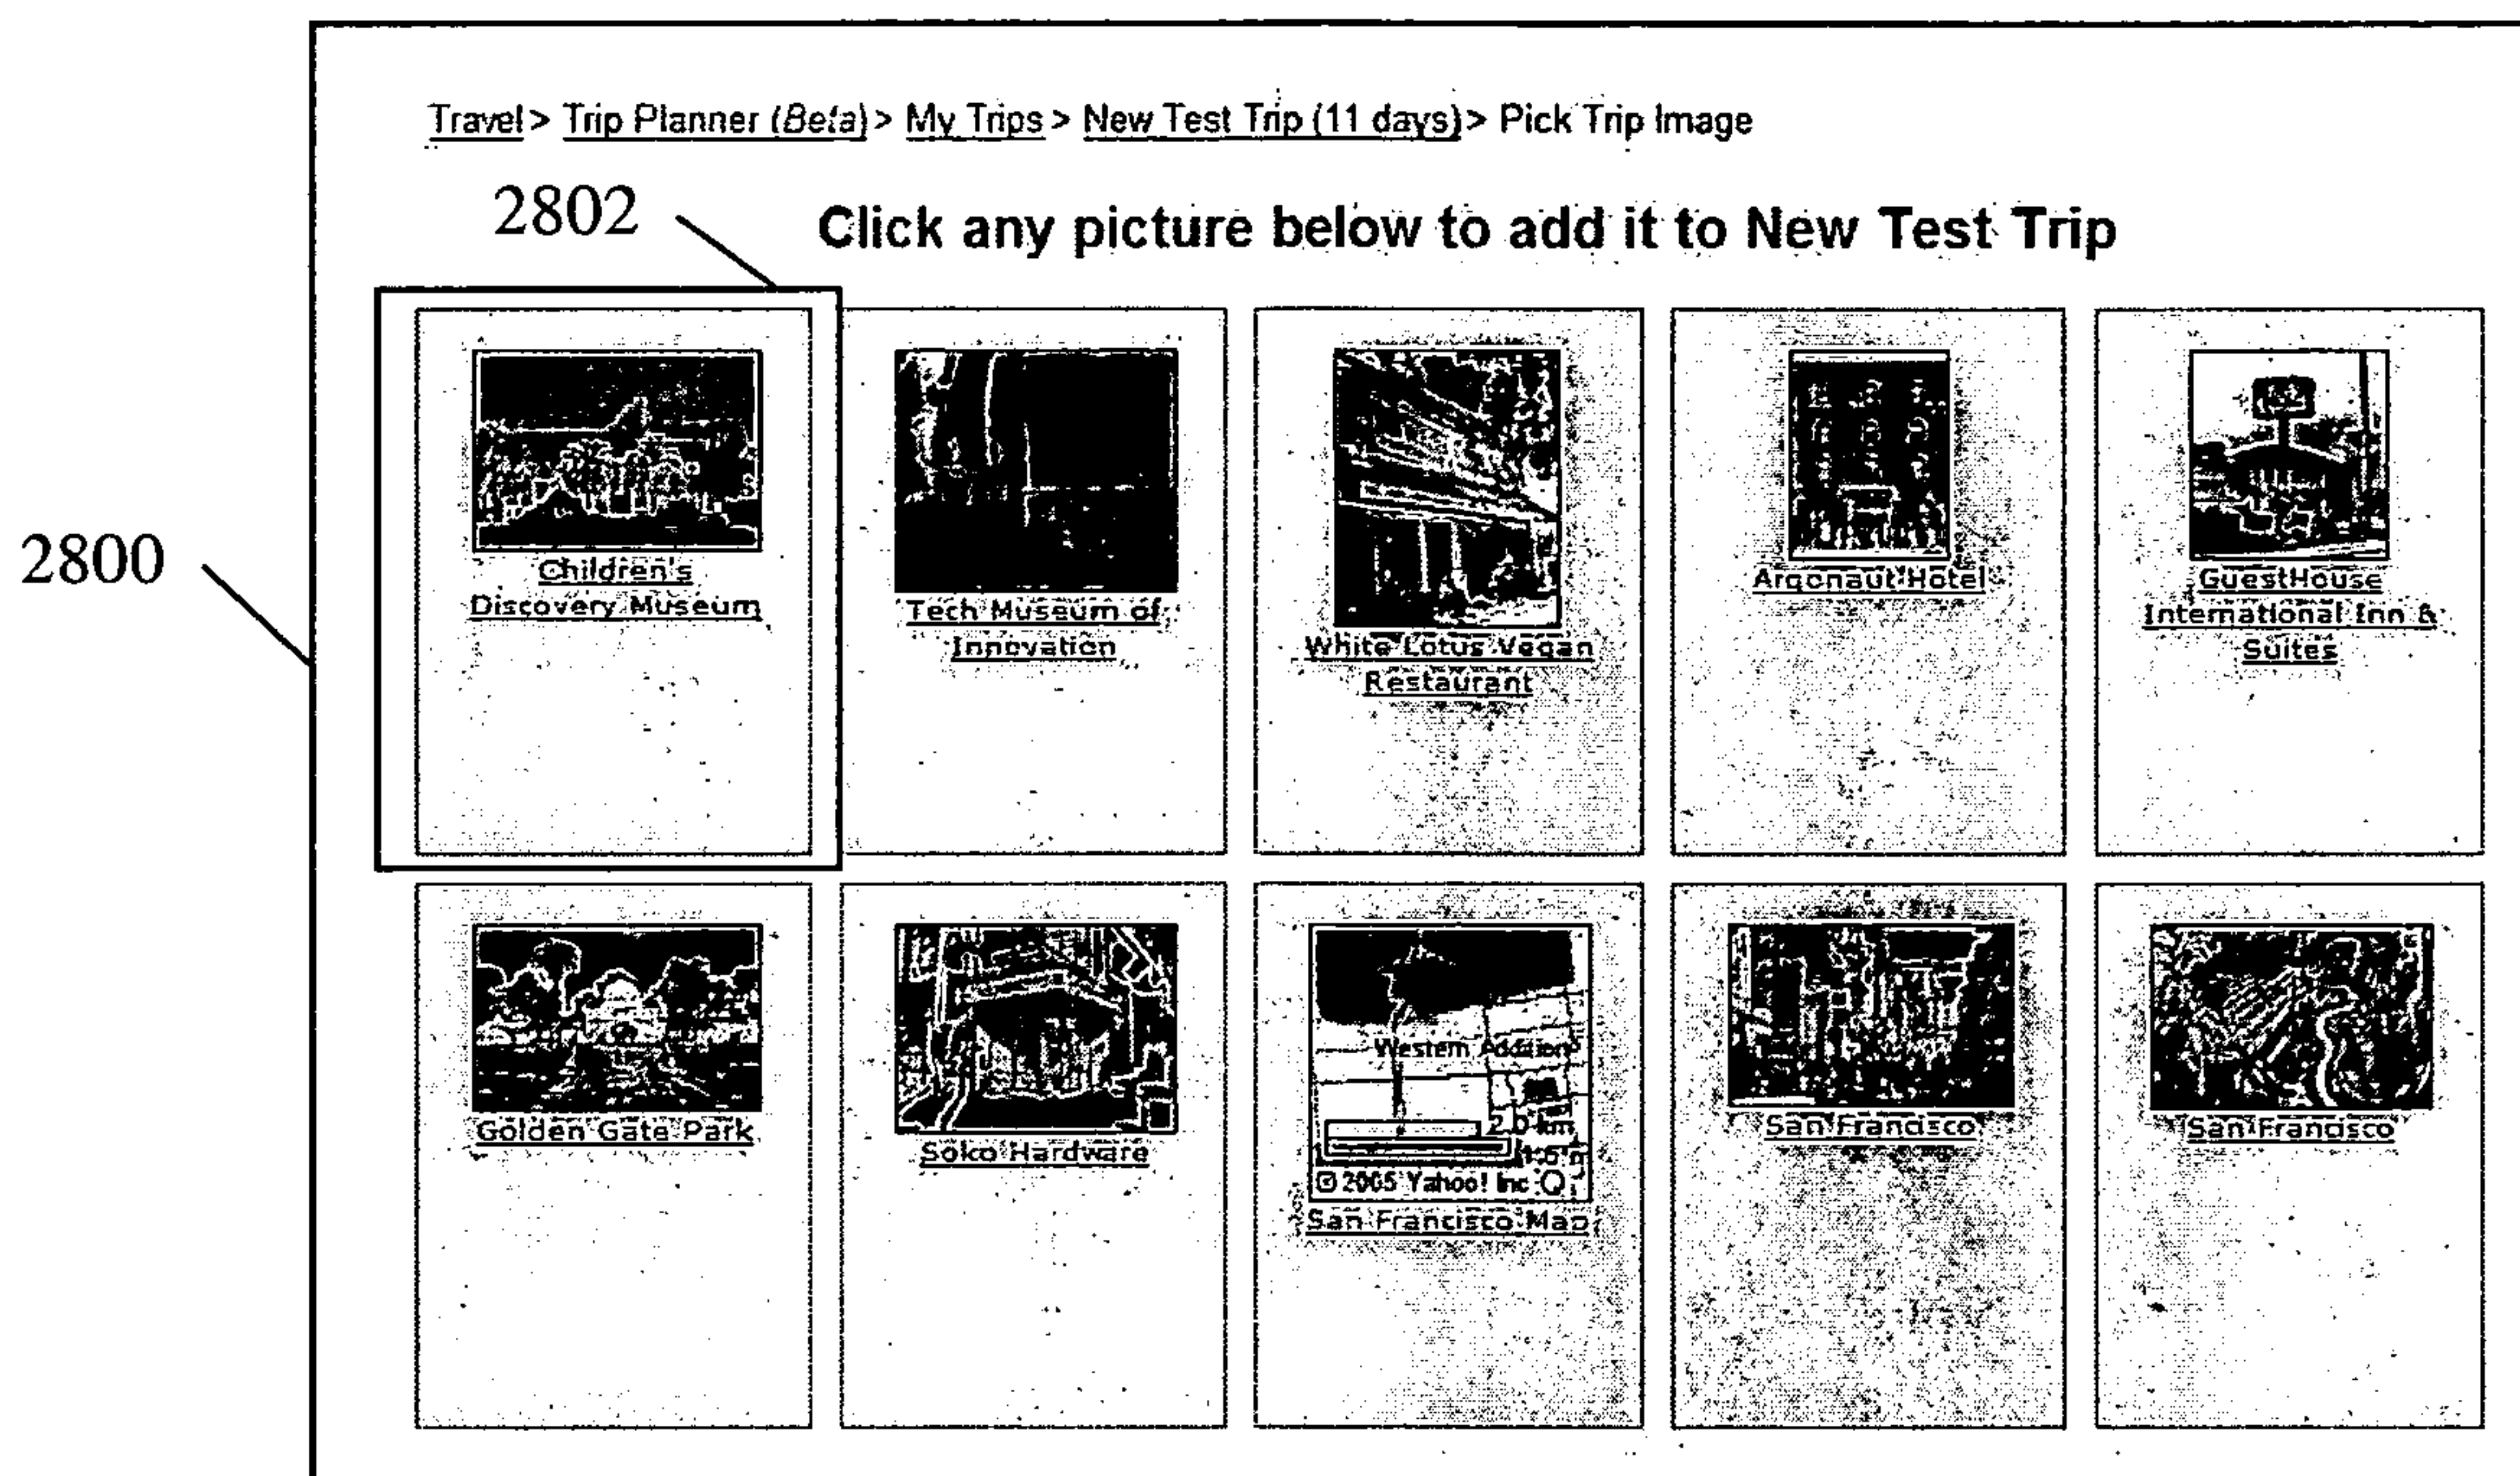 Travel> Trip Planner (Beta)> My Trips> New Test Trip (11 days)> Pick Trip Image
2802
Click any picture below to add it to New Test Trip
2800
Children's
Discovery Museum
Tech Museum of
Innovation
White Lotus Vegan
Restaurant
Argonaut Hotel
GuestHouse
International Inn &
Suites
Golden Gate Park
Soko Hardware
Western Addition
2.0 km
© 2005 Yahoo! Inc
San Francisco Map
San Francisco
San Francisco